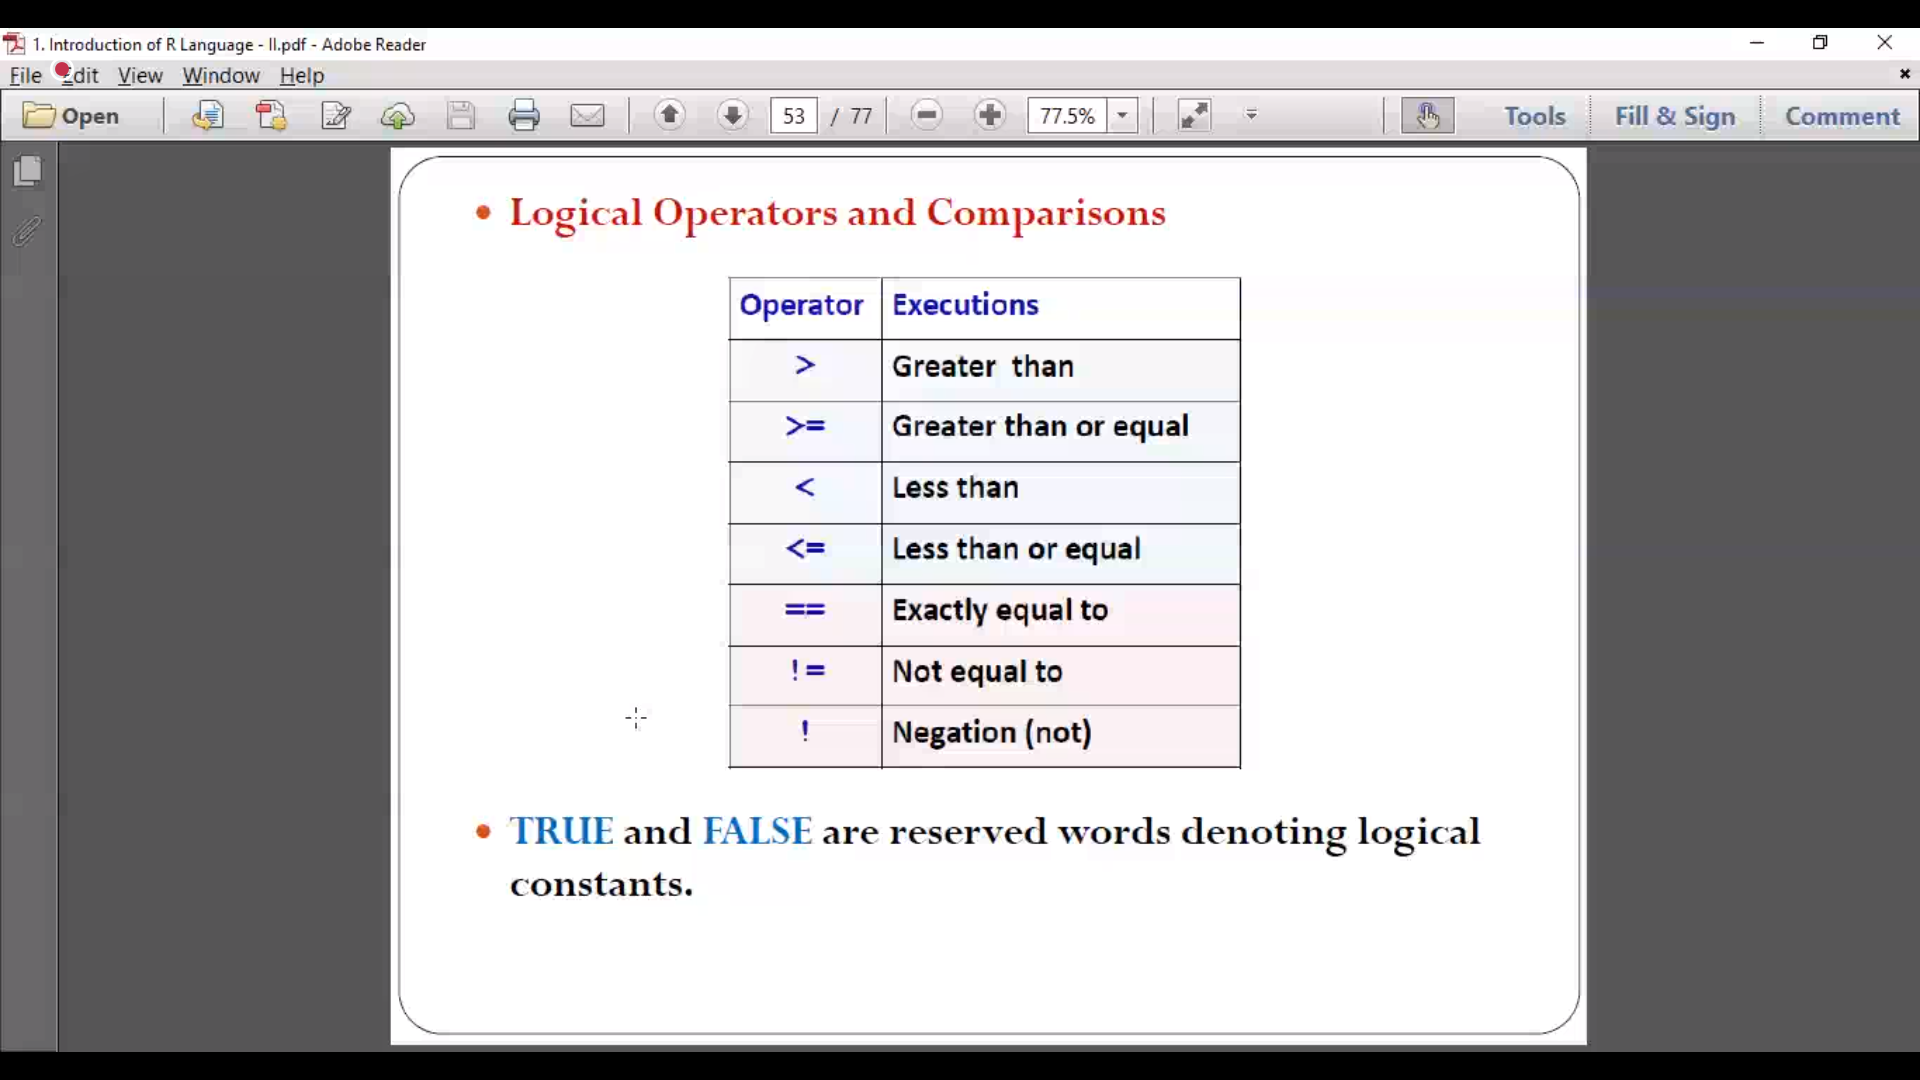 1. Introduction of R Language - II.pdf - Adobe Reader
File Edit View Window Help
Open 53 / 77 77.5% Tools Fill & Sign Comment
• Logical Operators and Comparisons
Operator Executions
> Greater than
>= Greater than or equal
< Less than
<= Less than or equal
== Exactly equal to
!= Not equal to
! Negation (not)
• TRUE and FALSE are reserved words denoting logical
constants.